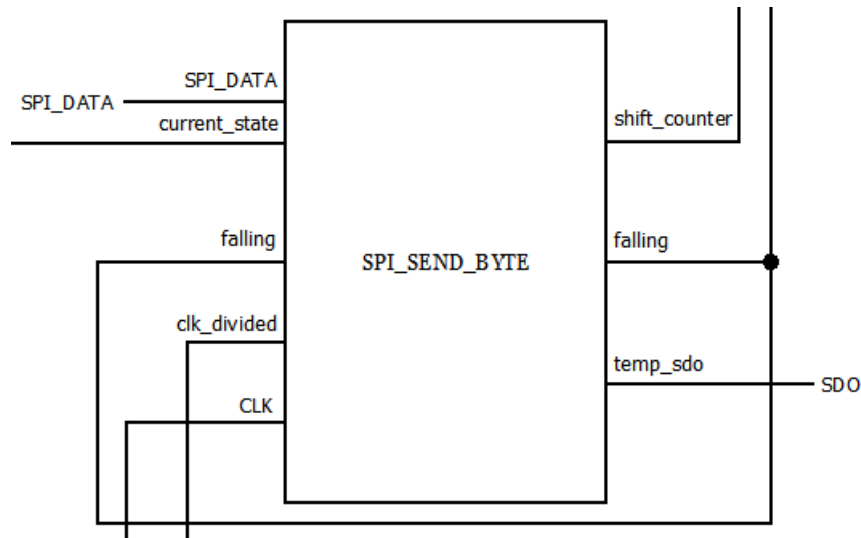 SPI_DATA
SPI_DATA
current_state
shift_counter
falling
SPI_SEND_BYTE
falling
clk_divided
temp_sdo
SDO
CLK